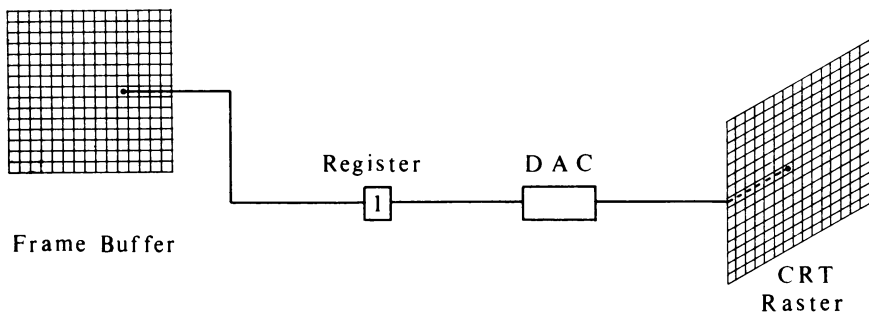 Register
DAC
1
Frame Buffer
CRT
Raster